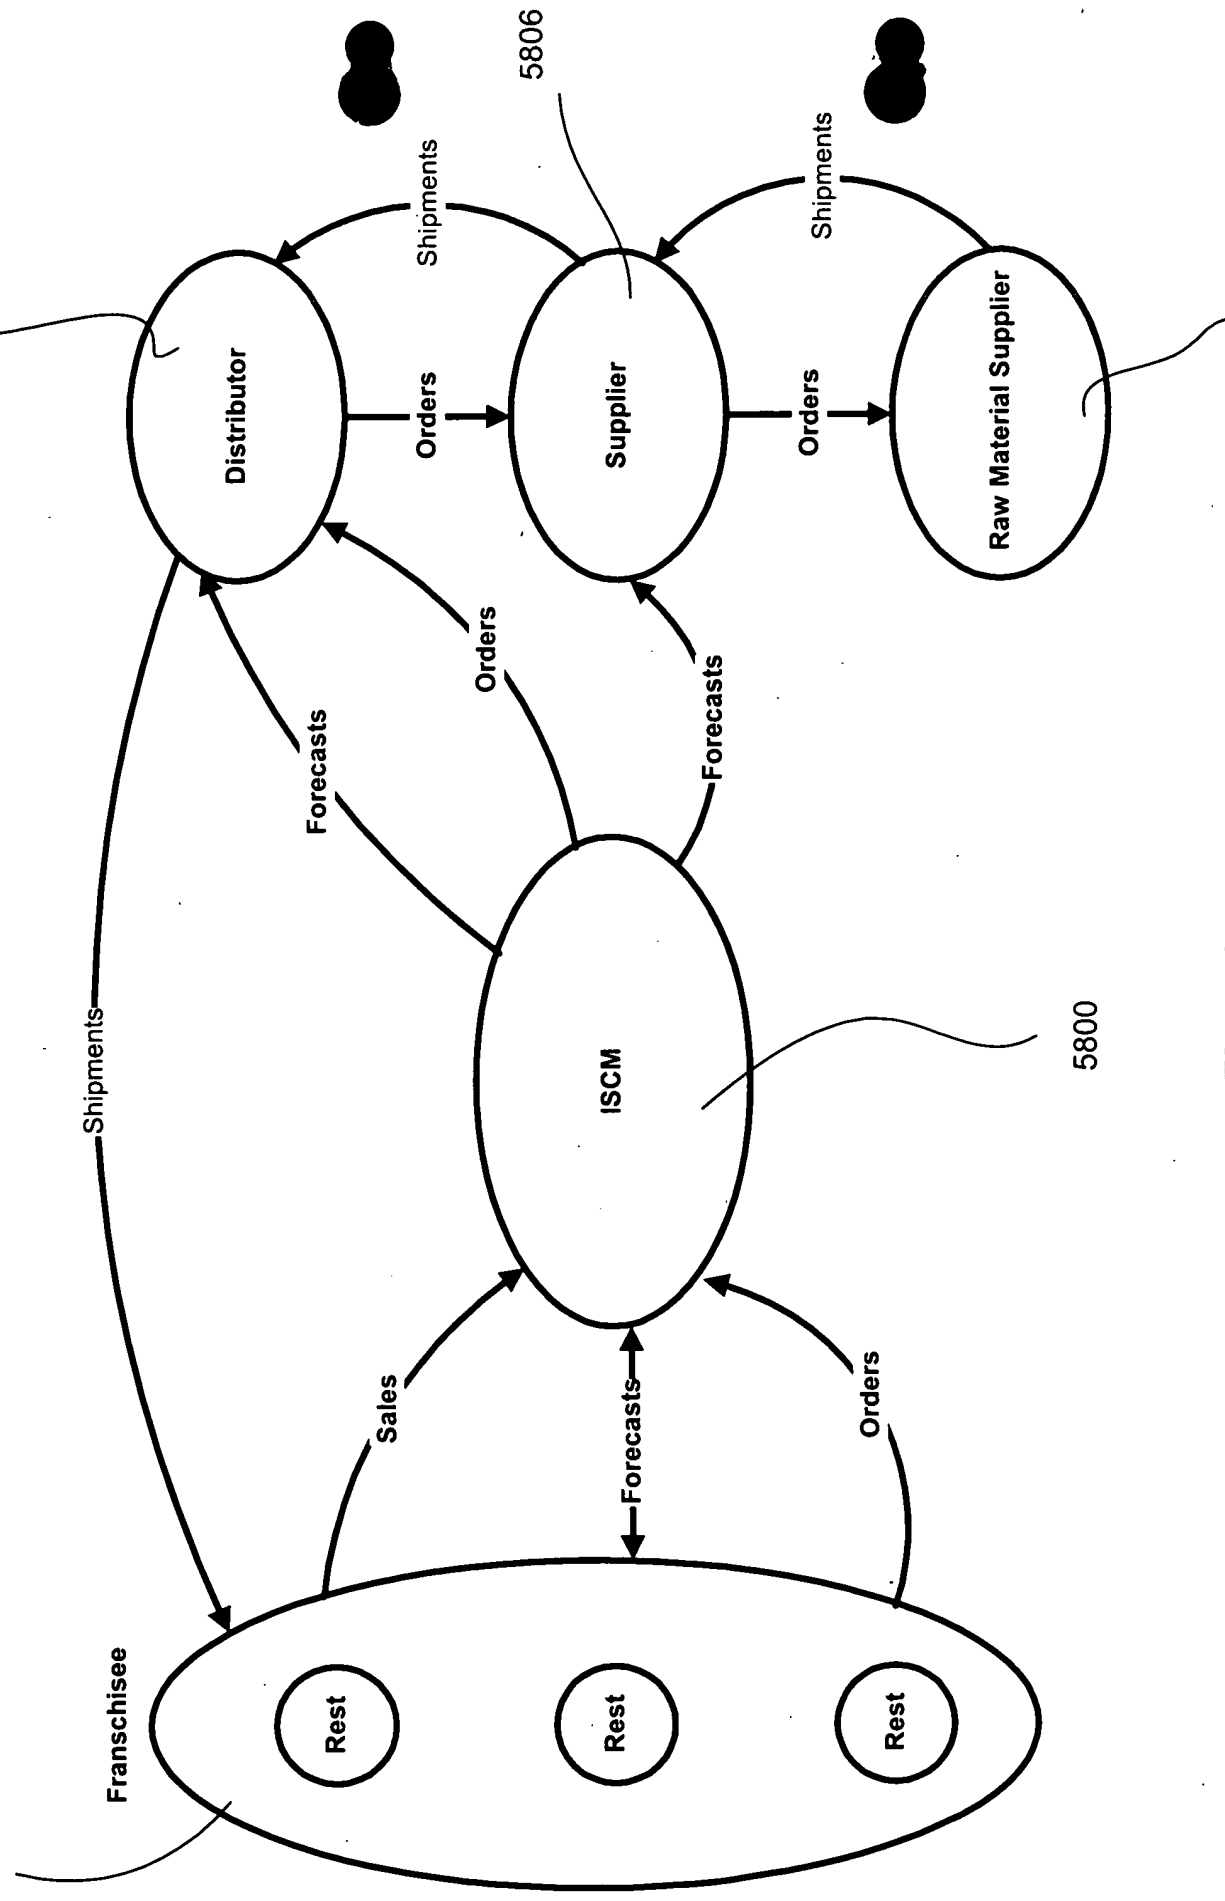 Franschisee
Rest
Rest
Rest
Shipments
Sales
Forecasts
Orders
ISCM
5800
Forecasts
Orders
Forecasts
Distributor
Orders
Shipments
Supplier
5806
Orders
Shipments
Raw Material Supplier